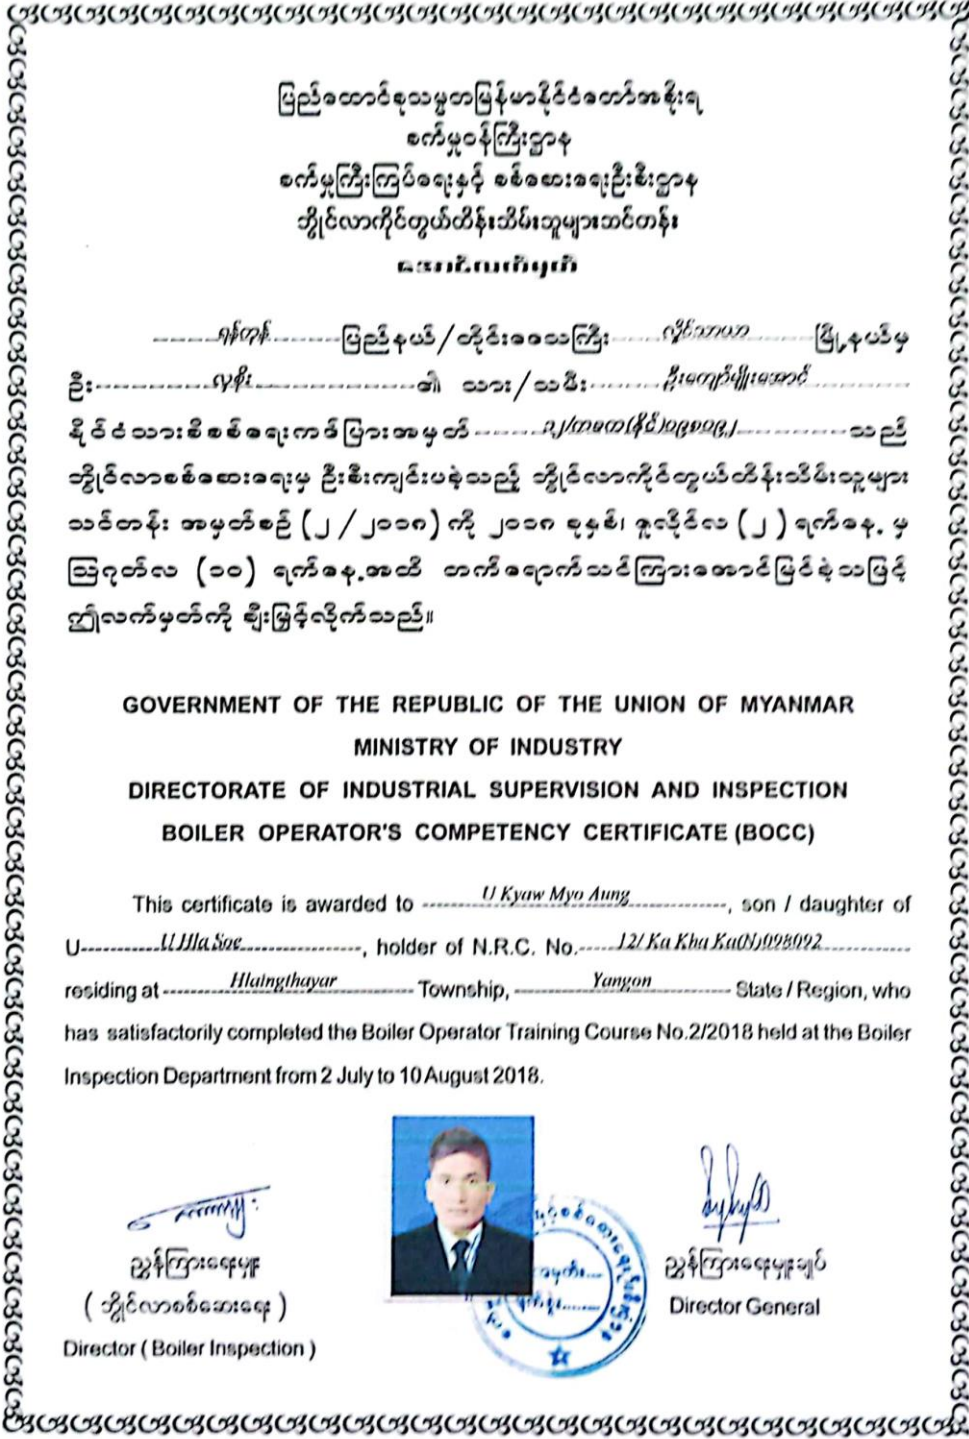 ပြည်ထောင်စုသမ္မတမြန်မာနိုင်ငံတော်အစိုးရ
စက်မှုဝန်ကြီးဌာန
စက်မှုကြီးကြပ်ရေးနှင့် စစ်ဆေးရေးဦးစီးဌာန
ဘွိုင်လာကိုင်တွယ်ထိန်းသိမ်းသူများသင်တန်း
အောင်လက်မှတ်
ရန်ကုန် ပြည်နယ်/တိုင်းဒေသကြီး လှိုင်သာယာ မြို့နယ်မှ
ဦး လှစိုး ၏ သား/သမီး ဦးကျော်မျိုးအောင်
နိုင်ငံသားစိစစ်ရေးကဒ်ပြားအမှတ် သည်
ဘွိုင်လာစစ်ဆေးရေးမှ ဦးစီးကျင်းပခဲ့သည့် ဘွိုင်လာကိုင်တွယ်ထိန်းသိမ်းသူများ
သင်တန်း အမှတ်စဉ် (၂/၂၀၁၈) ကို ၂၀၁၈ ခုနှစ်၊ ဇူလိုင်လ (၂) ရက်နေ့ မှ
ဩဂုတ်လ (၁၀) ရက်နေ့အထိ တက်ရောက်သင်ကြားအောင်မြင်ခဲ့သဖြင့်
ဤလက်မှတ်ကို ချီးမြှင့်လိုက်သည်။
GOVERNMENT OF THE REPUBLIC OF THE UNION OF MYANMAR
MINISTRY OF INDUSTRY
DIRECTORATE OF INDUSTRIAL SUPERVISION AND INSPECTION
BOILER OPERATOR'S COMPETENCY CERTIFICATE (BOCC)
This certificate is awarded to U Kyaw Myo Aung, son / daughter of
U U Hla Soe, holder of N.R.C. No. 12/ Ka Kha Ka(N)098092
residing at Hlaingthayar Township, Yangon State / Region, who
has satisfactorily completed the Boiler Operator Training Course No.2/2018 held at the Boiler
Inspection Department from 2 July to 10 August 2018.
ညွှန်ကြားရေးမှူး
(ဘွိုင်လာစစ်ဆေးရေး)
Director ( Boiler Inspection )
ညွှန်ကြားရေးမှူးချုပ်
Director General